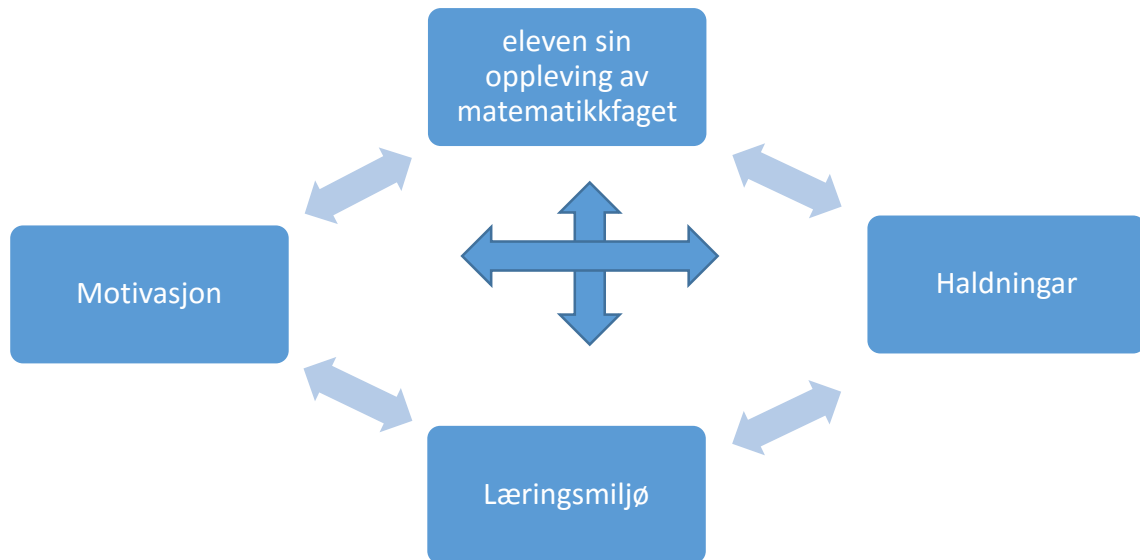 eleven sin
oppleving av
matematikkfaget
Motivasjon
Haldningar
Læringsmiljø